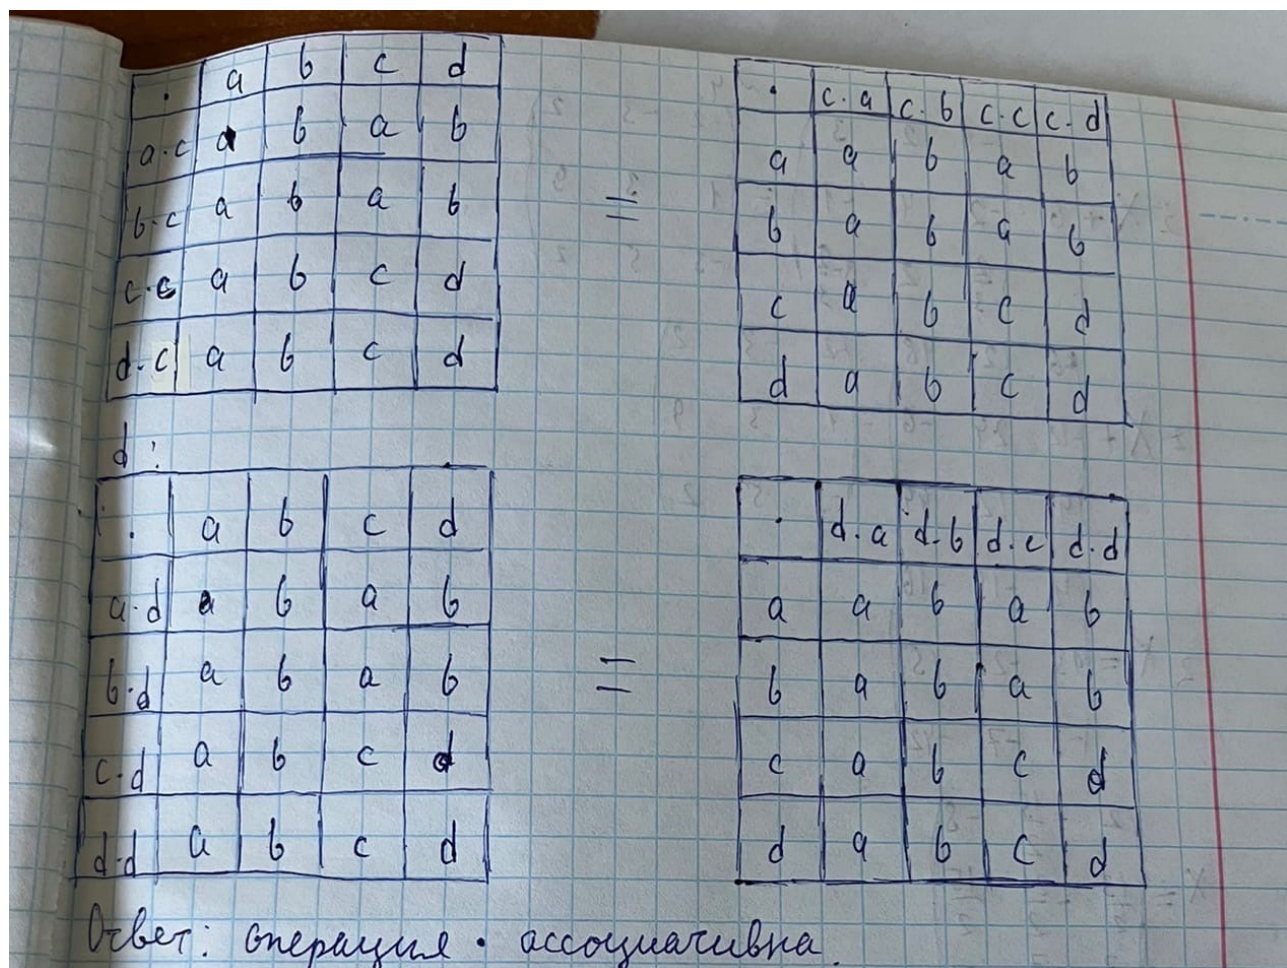 · a b c d
a·c a b a b
b·c a b a b
c·c a b c d
d·c a b c d
=
· c·a c·b c·c c·d
a a b a b
b a b a b
c a b c d
d a b c d
d:
· a b c d
a·d a b a b
b·d a b a b
c·d a b c d
d·d a b c d
=
· d·a d·b d·c d·d
a a b a b
b a b a b
c a b c d
d a b c d
Ответ: операция · ассоциативна.